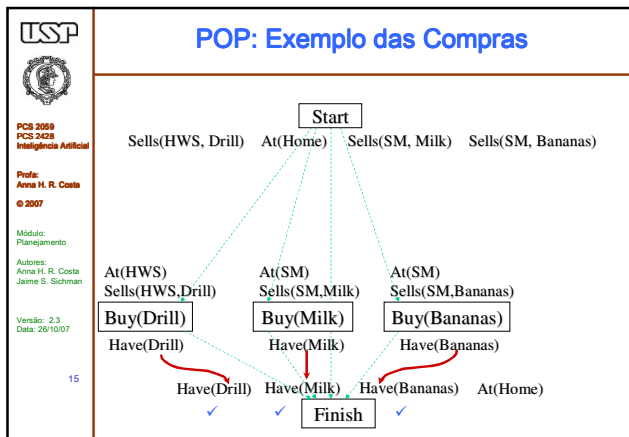 USP
PCS 2059
PCS 2428
Inteligência Artificial
Profa:
Anna H. R. Costa
© 2007
Módulo:
Planejamento
Autores:
Anna H. R. Costa
Jaime S. Sichman
Versão: 2.3
Data: 26/10/07
15
POP: Exemplo das Compras
Start
Sells(HWS, Drill) At(Home) Sells(SM, Milk) Sells(SM, Bananas)
At(HWS) At(SM) At(SM)
Sells(HWS,Drill) Sells(SM,Milk) Sells(SM,Bananas)
Buy(Drill) Buy(Milk) Buy(Bananas)
Have(Drill) Have(Milk) Have(Bananas)
Have(Drill) Have(Milk) Have(Bananas) At(Home)
✓ ✓ Finish ✓